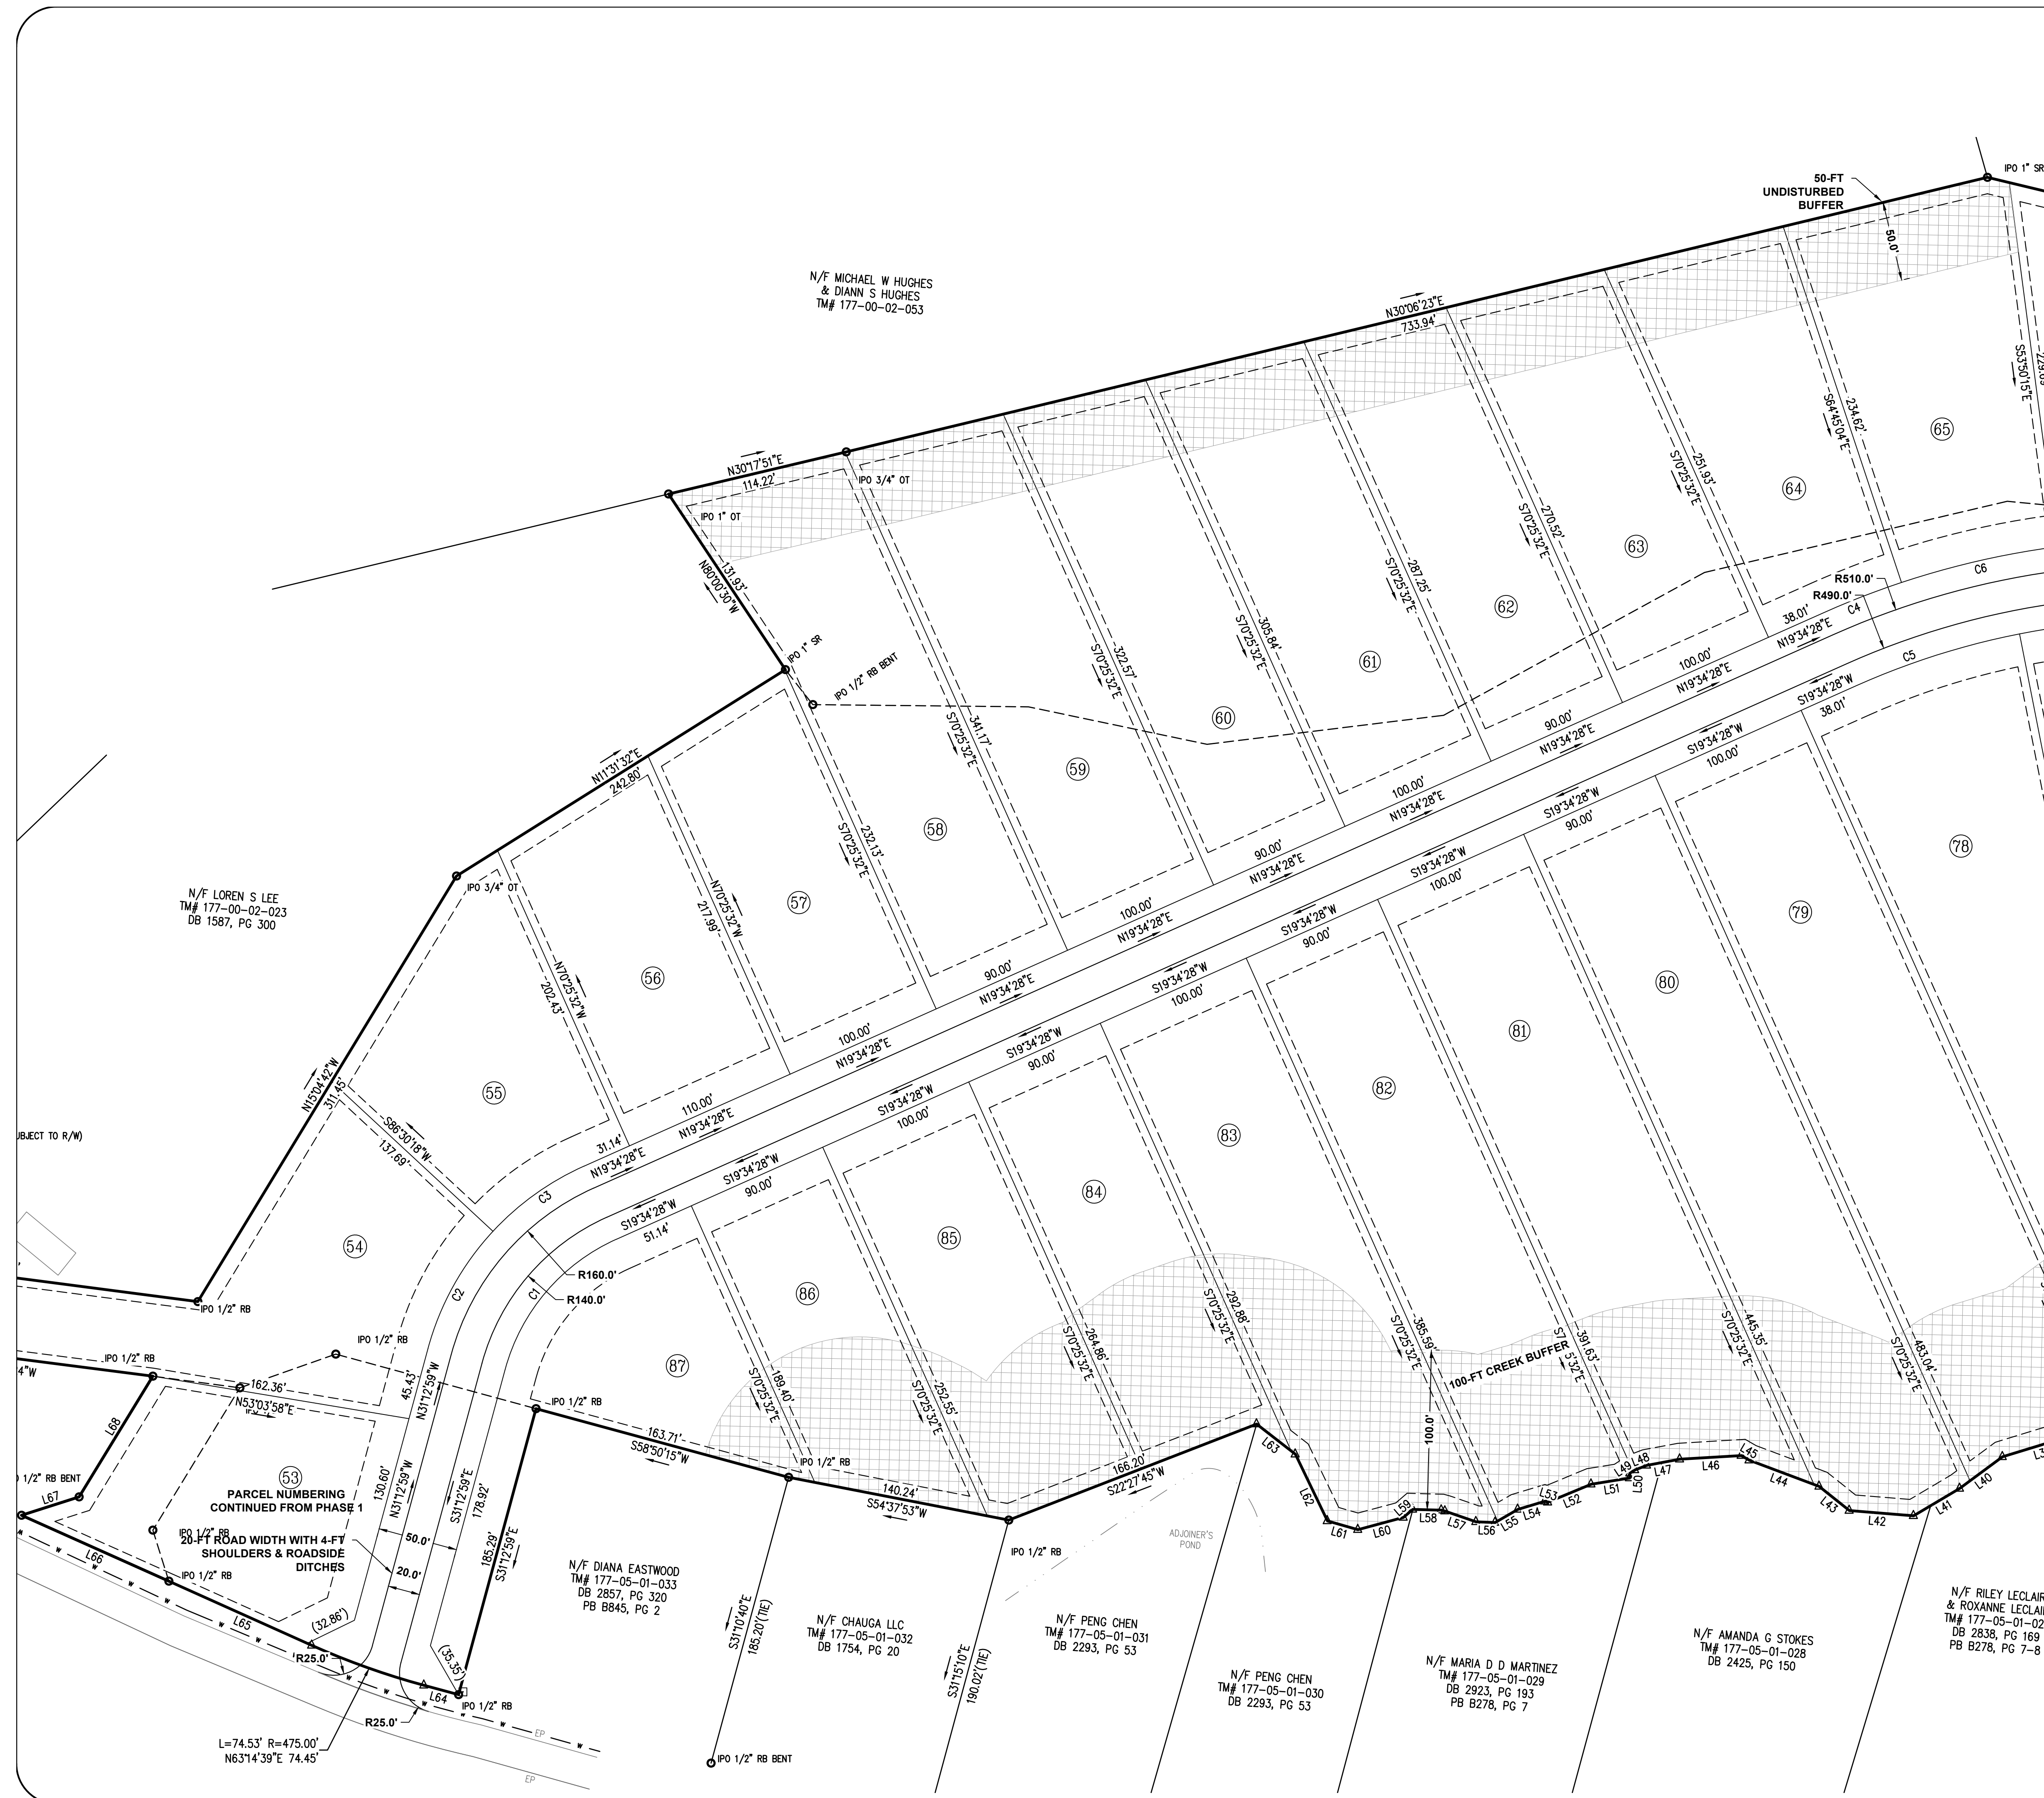 50-FT
UNDISTURBED
BUFFER
IPO 1" SR
50.0'
N/F MICHAEL W HUGHES
& DIANN S HUGHES
TM# 177-00-02-053
N30°06'23"E
733.94'
S53°50'15"E
N30°17'51"E
114.22'
IPO 3/4" OT
IPO 1" OT
N80°00'30"W
131.93'
IPO 1" SR
IPO 1/2" RB BENT
234.62'
S64°45'04"E
251.93'
S70°25'32"E
270.52'
S70°25'32"E
287.25'
S70°25'32"E
305.84'
S70°25'32"E
322.57'
S70°25'32"E
341.17'
S70°25'32"E
232.13'
S70°25'32"E
N70°25'32"W
217.99'
N70°25'32"W
202.43'
65
64
63
62
61
60
59
58
57
56
55
54
53
R510.0'
R490.0'
C6
C4
C5
38.01'
N19°34'28"E
100.00'
N19°34'28"E
90.00'
N19°34'28"E
100.00'
N19°34'28"E
90.00'
N19°34'28"E
100.00'
N19°34'28"E
90.00'
N19°34'28"E
100.00'
N19°34'28"E
110.00'
N19°34'28"E
31.14'
N19°34'28"E
S19°34'28"W
38.01'
S19°34'28"W
100.00'
S19°34'28"W
90.00'
S19°34'28"W
100.00'
S19°34'28"W
90.00'
S19°34'28"W
100.00'
S19°34'28"W
90.00'
S19°34'28"W
100.00'
S19°34'28"W
90.00'
S19°34'28"W
51.14'
N11°31'32"E
242.80'
IPO 3/4" OT
N/F LOREN S LEE
TM# 177-00-02-023
DB 1587, PG 300
N15°04'42"W
311.45'
S86°30'18"W
137.69'
UBJECT TO R/W)
C3
C2
C1
R160.0'
R140.0'
78
79
80
81
82
83
84
85
86
87
IPO 1/2" RB
IPO 1/2" RB
IPO 1/2" RB
4"W
162.36'
N53°03'58"E
45.43'
N31°12'59"W
130.60'
N31°12'59"W
S31°12'59"E
178.92'
185.29'
S31°12'59"E
L68
L67
L66
L65
L64
1/2" RB BENT
PARCEL NUMBERING
CONTINUED FROM PHASE 1
IPO 1/2" RB
20-FT ROAD WIDTH WITH 4-FT
SHOULDERS & ROADSIDE
DITCHES
IPO 1/2" RB
50.0'
20.0'
(32.86')
(35.35')
R25.0'
R25.0'
IPO 1/2" RB
L=74.53' R=475.00'
N63°14'39"E 74.45'
EP
EP
W W W W W W W W W
IPO 1/2" RB
163.71'
S58°50'15"W
IPO 1/2" RB
140.24'
S54°37'53"W
166.20'
S22°27'45"W
IPO 1/2" RB
189.40'
S70°25'32"E
252.55'
S70°25'32"E
264.86'
S70°25'32"E
292.88'
S70°25'32"E
385.59'
S70°25'32"E
391.63'
445.35'
S70°25'32"E
483.04'
S70°25'32"E
100-FT CREEK BUFFER
100.0'
L63
L62
L61
L60
L59
L58
L57
L56
L55
L54
L53
L52
L51
L50
L49
L48
L47
L46
L45
L44
L43
L42
L41
L40
ADJOINER'S
POND
N/F DIANA EASTWOOD
TM# 177-05-01-033
DB 2857, PG 320
PB B845, PG 2
S31°10'40"E
185.20'(TIE)
IPO 1/2" RB BENT
N/F CHAUGA LLC
TM# 177-05-01-032
DB 1754, PG 20
S31°15'10"E
190.02'(TIE)
N/F PENG CHEN
TM# 177-05-01-031
DB 2293, PG 53
N/F PENG CHEN
TM# 177-05-01-030
DB 2293, PG 53
N/F MARIA D D MARTINEZ
TM# 177-05-01-029
DB 2923, PG 193
PB B278, PG 7
N/F AMANDA G STOKES
TM# 177-05-01-028
DB 2425, PG 150
N/F RILEY LECLAIR
& ROXANNE LECLAI
TM# 177-05-01-02
DB 2838, PG 169
PB B278, PG 7-8